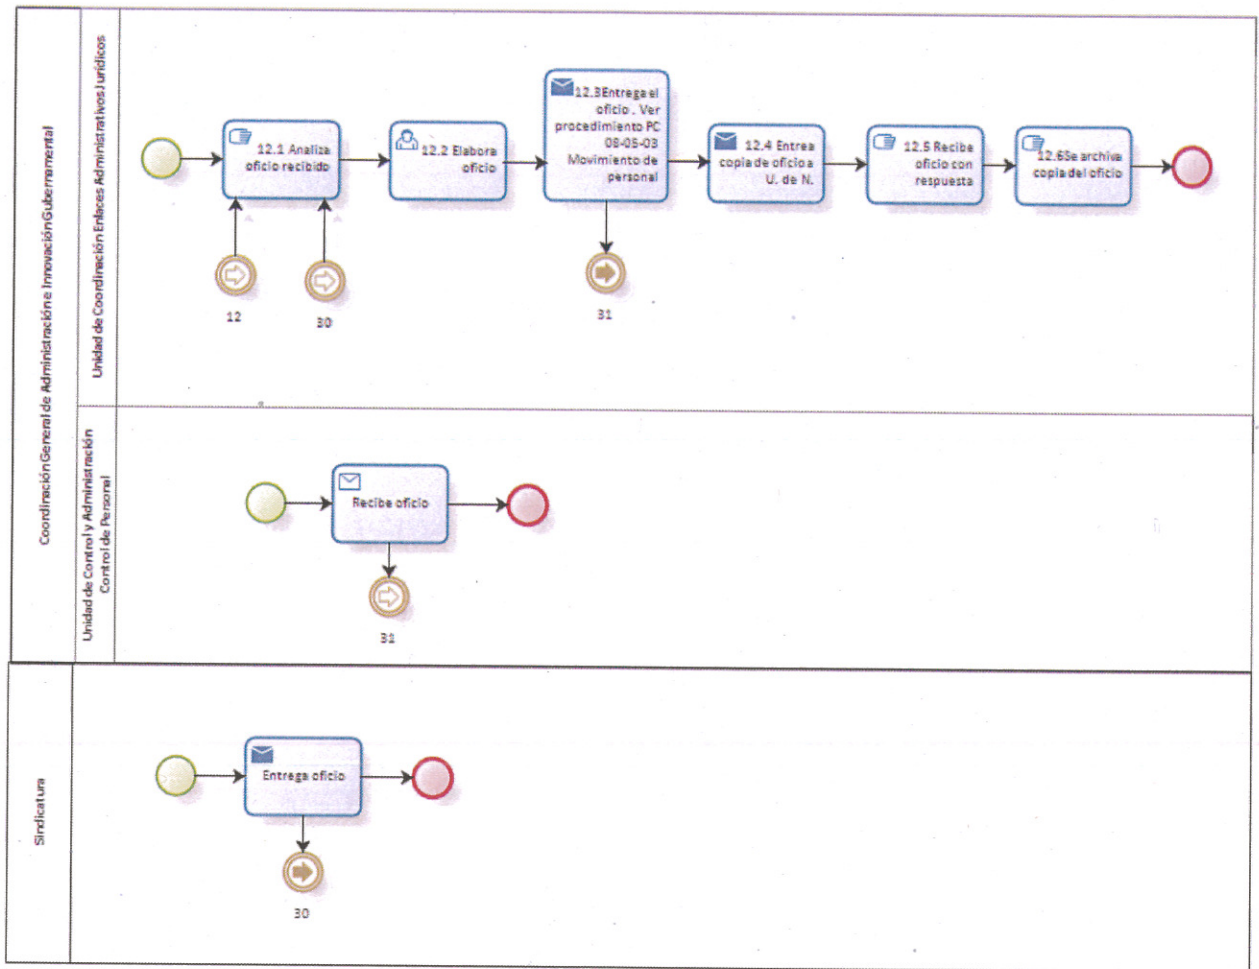 Coordinación General de Administración e Innovación Gubernamental
Unidad de Coordinación Enlaces Administrativos Jurídicos
12.1 Analiza
oficio recibido
12.2 Elabora
oficio
12.3Entrega el
oficio . Ver
procedimiento PC
08-05-03
Movimiento de
personal
12.4 Entrea
copia de oficio a
U. de N.
12.5 Recibe
oficio con
respuesta
12.6Se archiva
copia del oficio
12
30
31
Unidad de Control y Administración
Control de Personal
Recibe oficio
31
Sindicatura
Entrega oficio
30